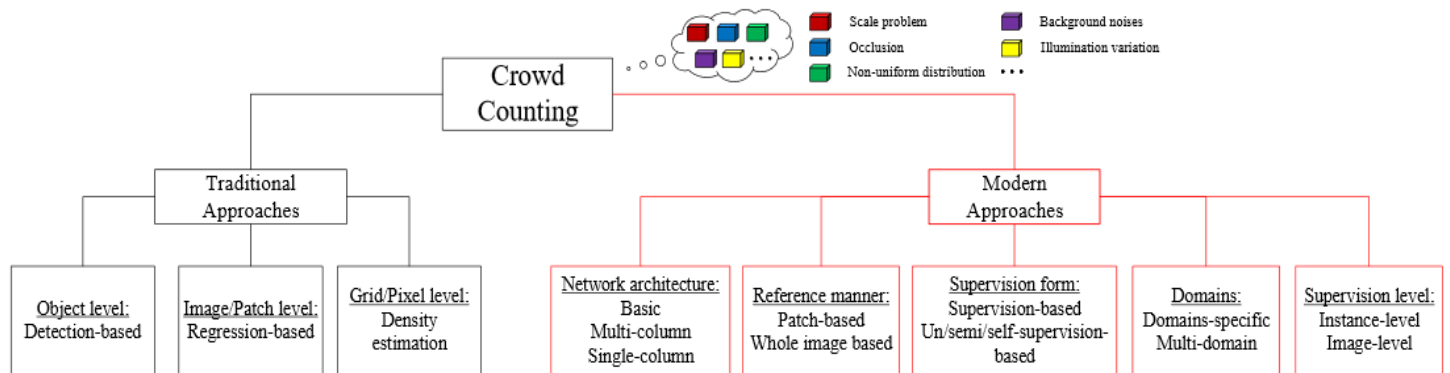 Scale problem
Background noises
Occlusion
Illumination variation
Non-uniform distribution
...
...
Crowd
Counting
Traditional
Approaches
Modern
Approaches
Object level:
Detection-based
Image/Patch level:
Regression-based
Grid/Pixel level:
Density
estimation
Network architecture:
Basic
Multi-column
Single-column
Reference manner:
Patch-based
Whole image based
Supervision form:
Supervision-based
Un/semi/self-supervision-
based
Domains:
Domains-specific
Multi-domain
Supervision level:
Instance-level
Image-level